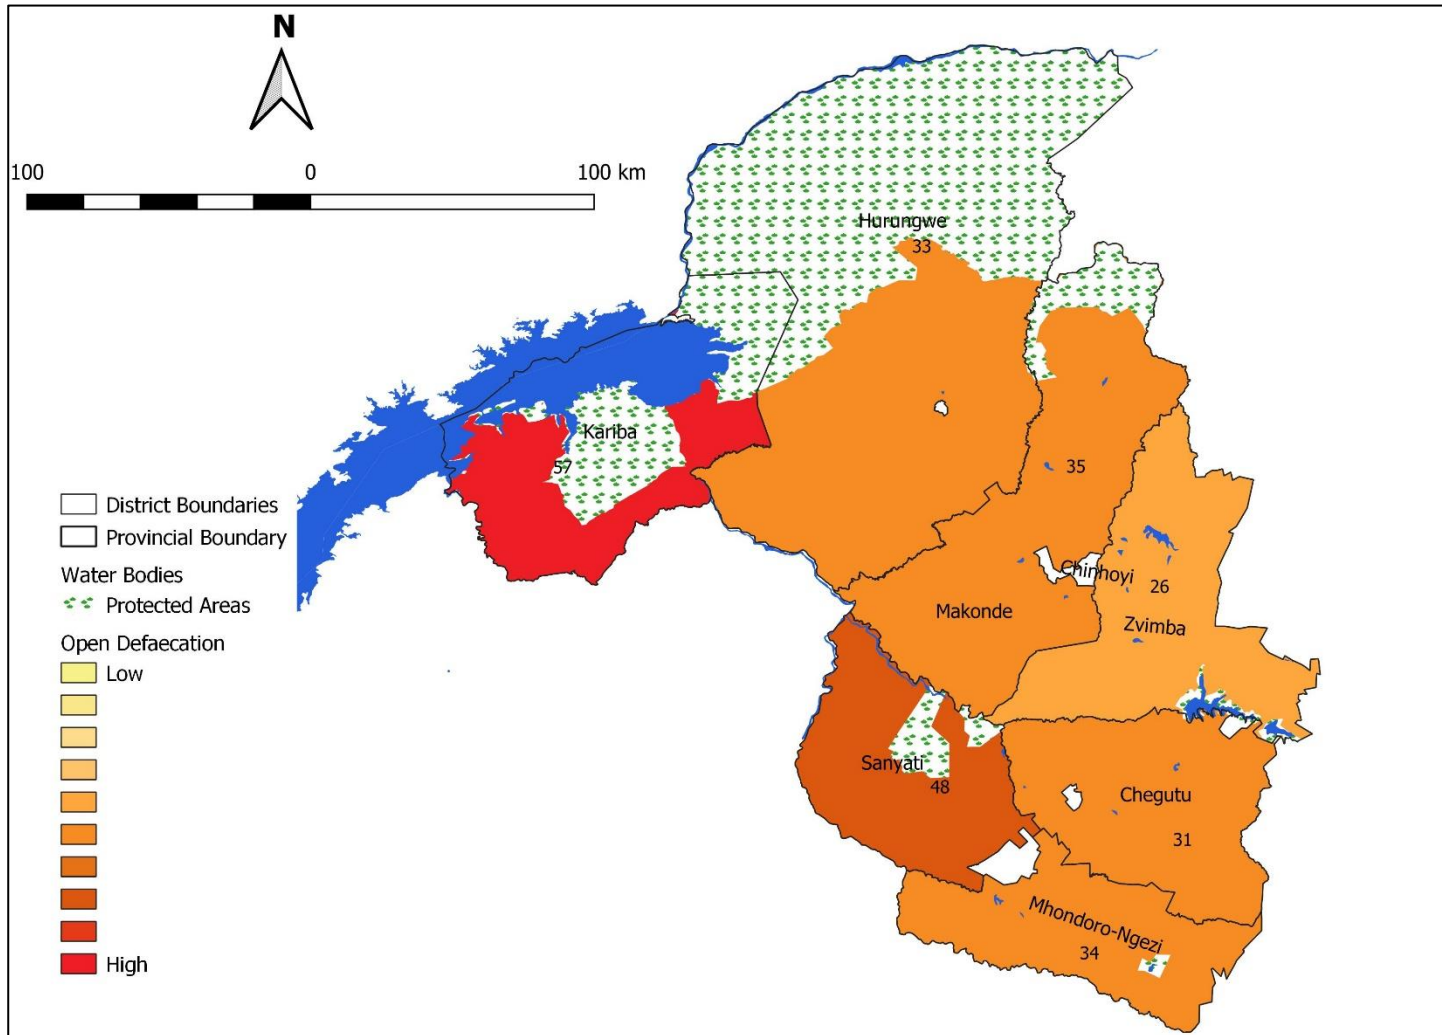 N
100 0 100 km
Hurungwe
33
Kariba
57
35
Chinhoyi
26
Makonde
Zvimba
Sanyati
48
Chegutu
31
Mhondoro-Ngezi
34
District Boundaries
Provincial Boundary
Water Bodies
Protected Areas
Open Defaecation
Low
High